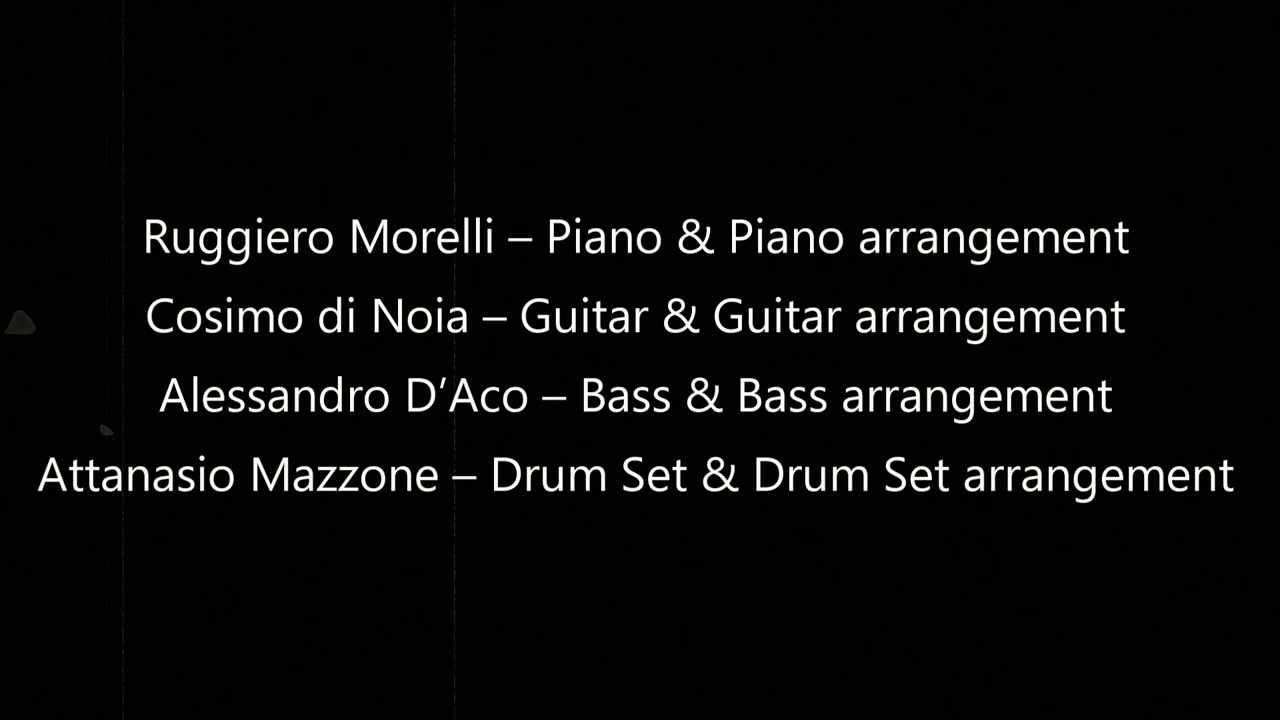 Ruggiero Morelli – Piano & Piano arrangement
Cosimo di Noia – Guitar & Guitar arrangement
Alessandro D’Aco – Bass & Bass arrangement
Attanasio Mazzone – Drum Set & Drum Set arrangement